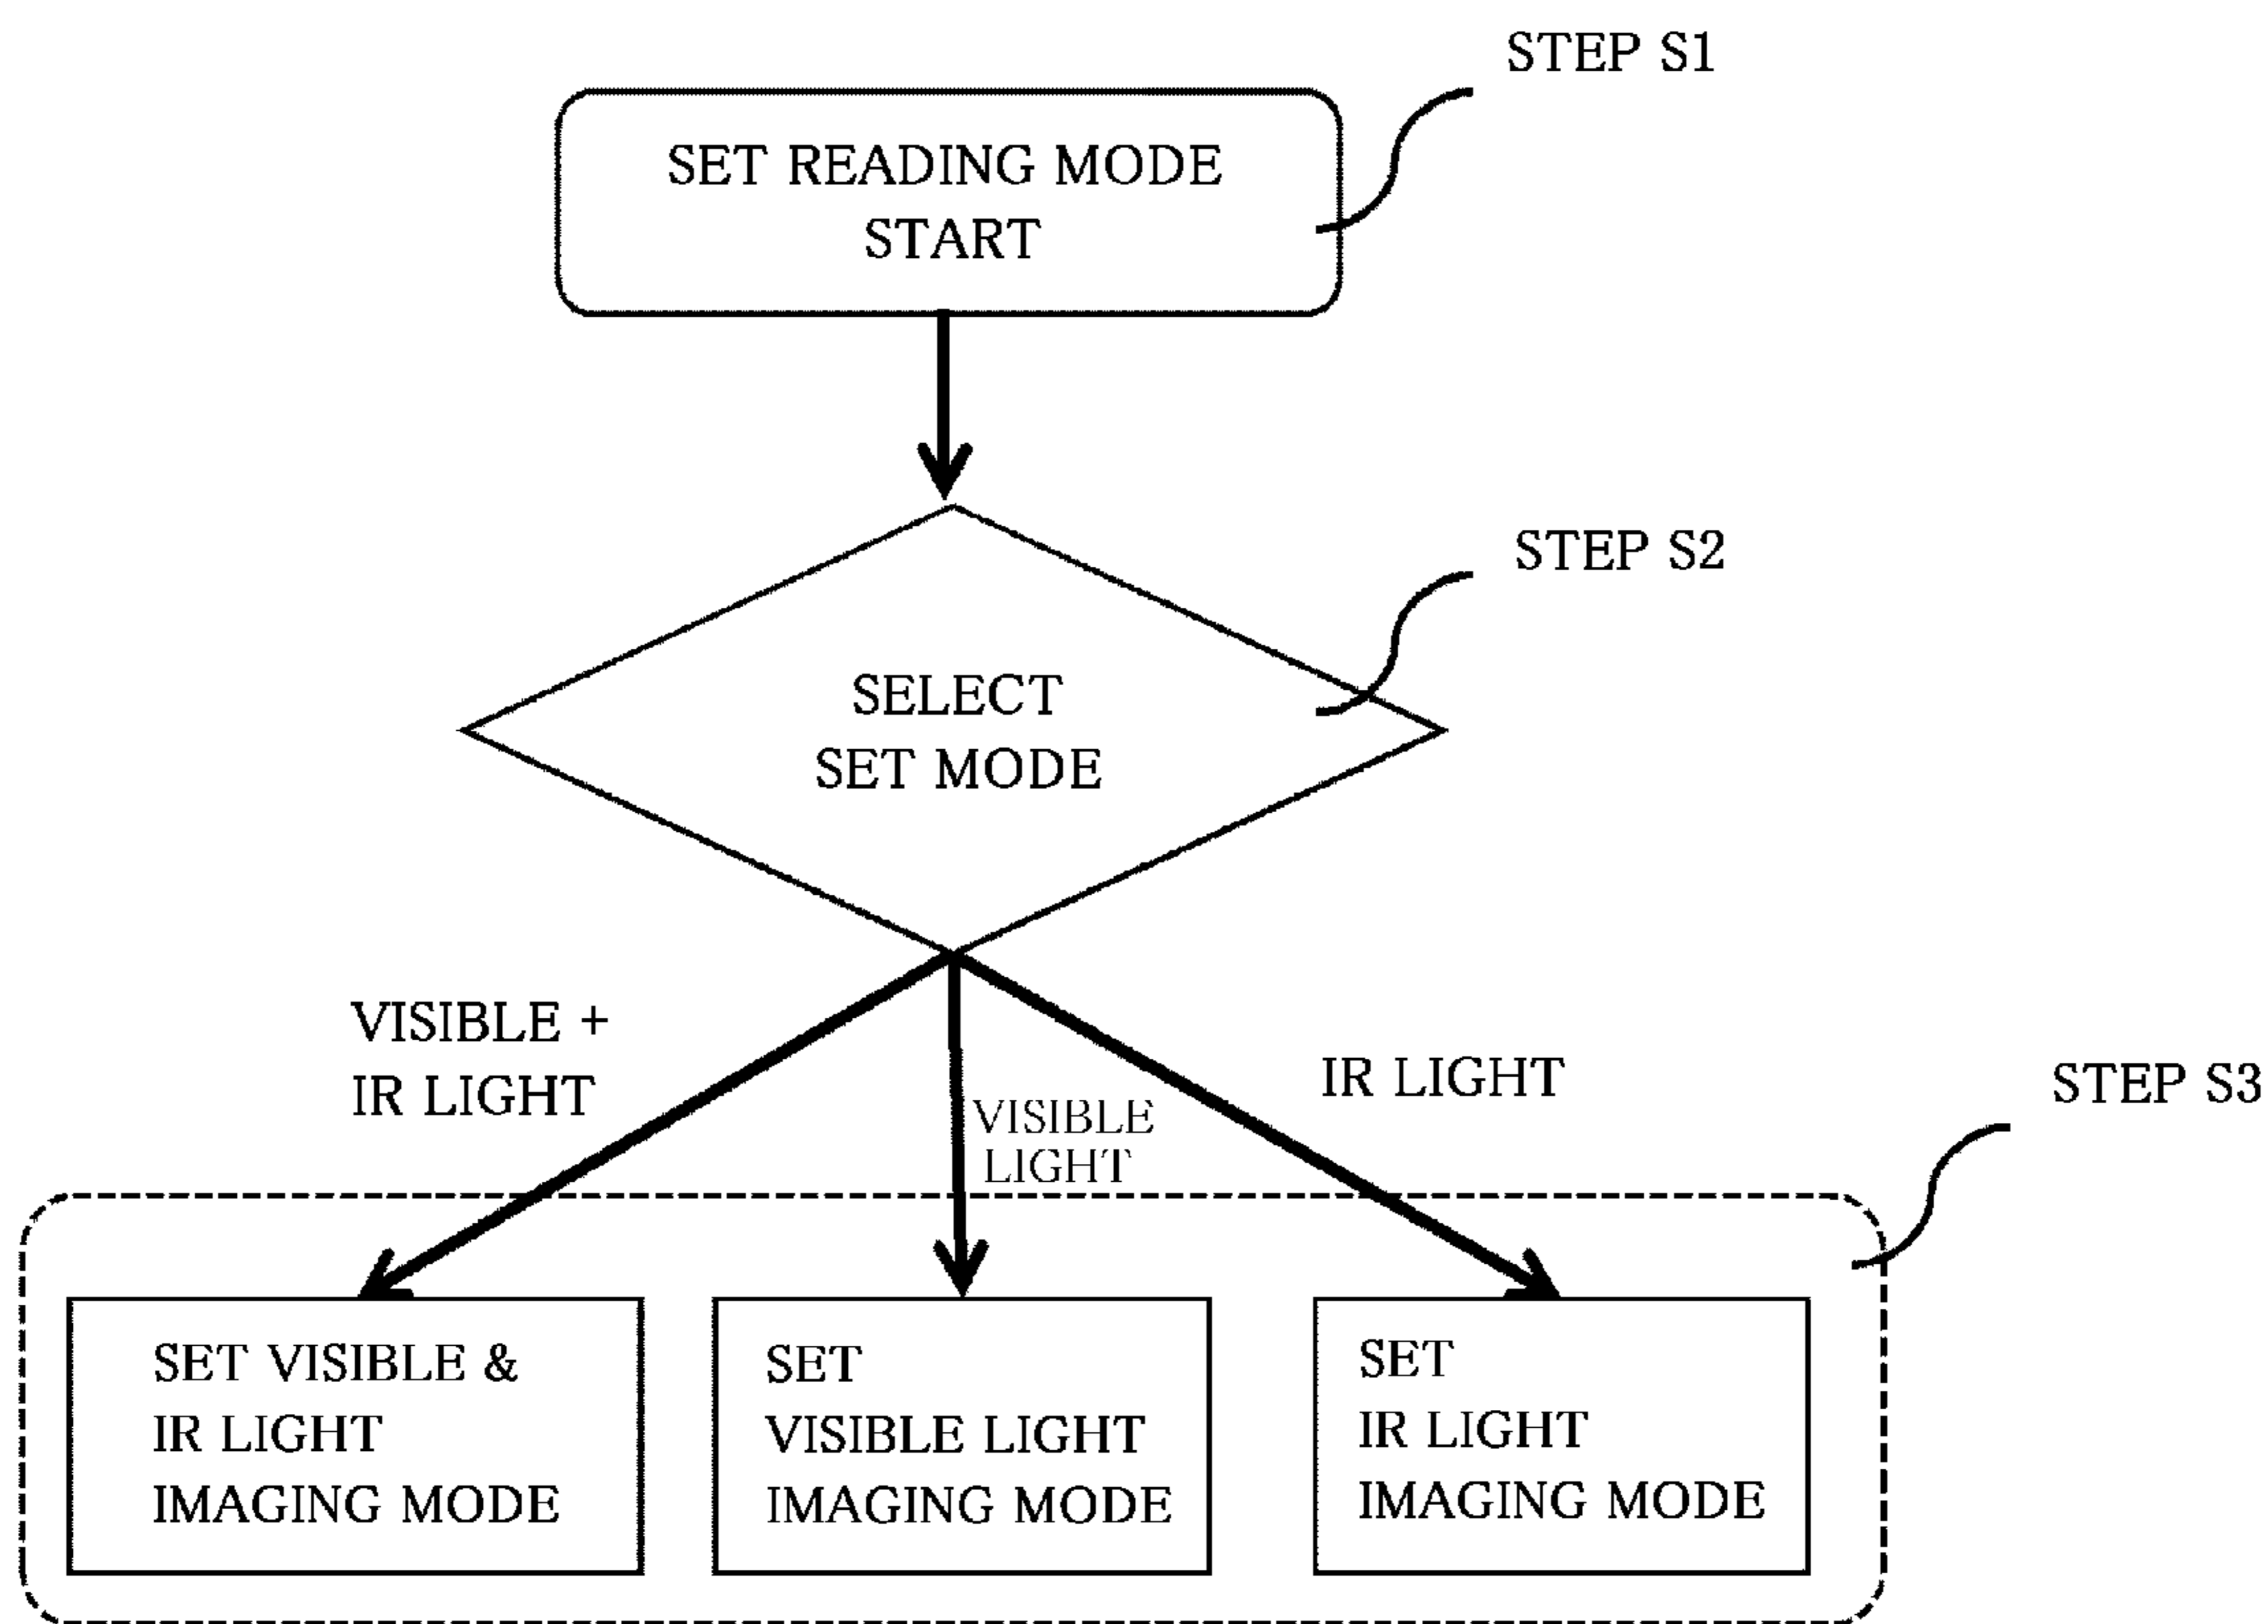 STEP S1
SET READING MODE
START
STEP S2
SELECT
SET MODE
VISIBLE +
IR LIGHT
VISIBLE
LIGHT
IR LIGHT
STEP S3
SET VISIBLE &
IR LIGHT
IMAGING MODE
SET
VISIBLE LIGHT
IMAGING MODE
SET
IR LIGHT
IMAGING MODE